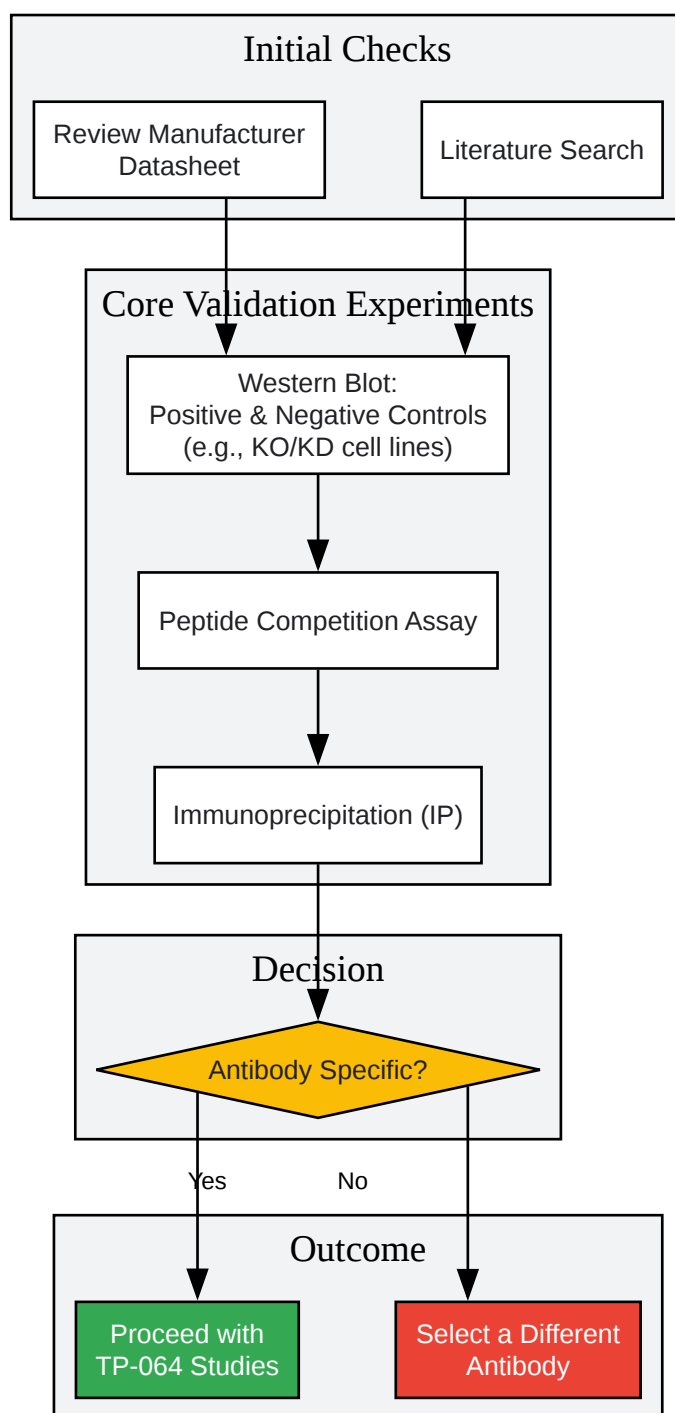 Initial Checks
Review Manufacturer
Datasheet
Literature Search
Core Validation Experiments
Western Blot:
Positive & Negative Controls
(e.g., KO/KD cell lines)
Peptide Competition Assay
Immunoprecipitation (IP)
Decision
Antibody Specific?
Yes
No
Outcome
Proceed with
TP-064 Studies
Select a Different
Antibody